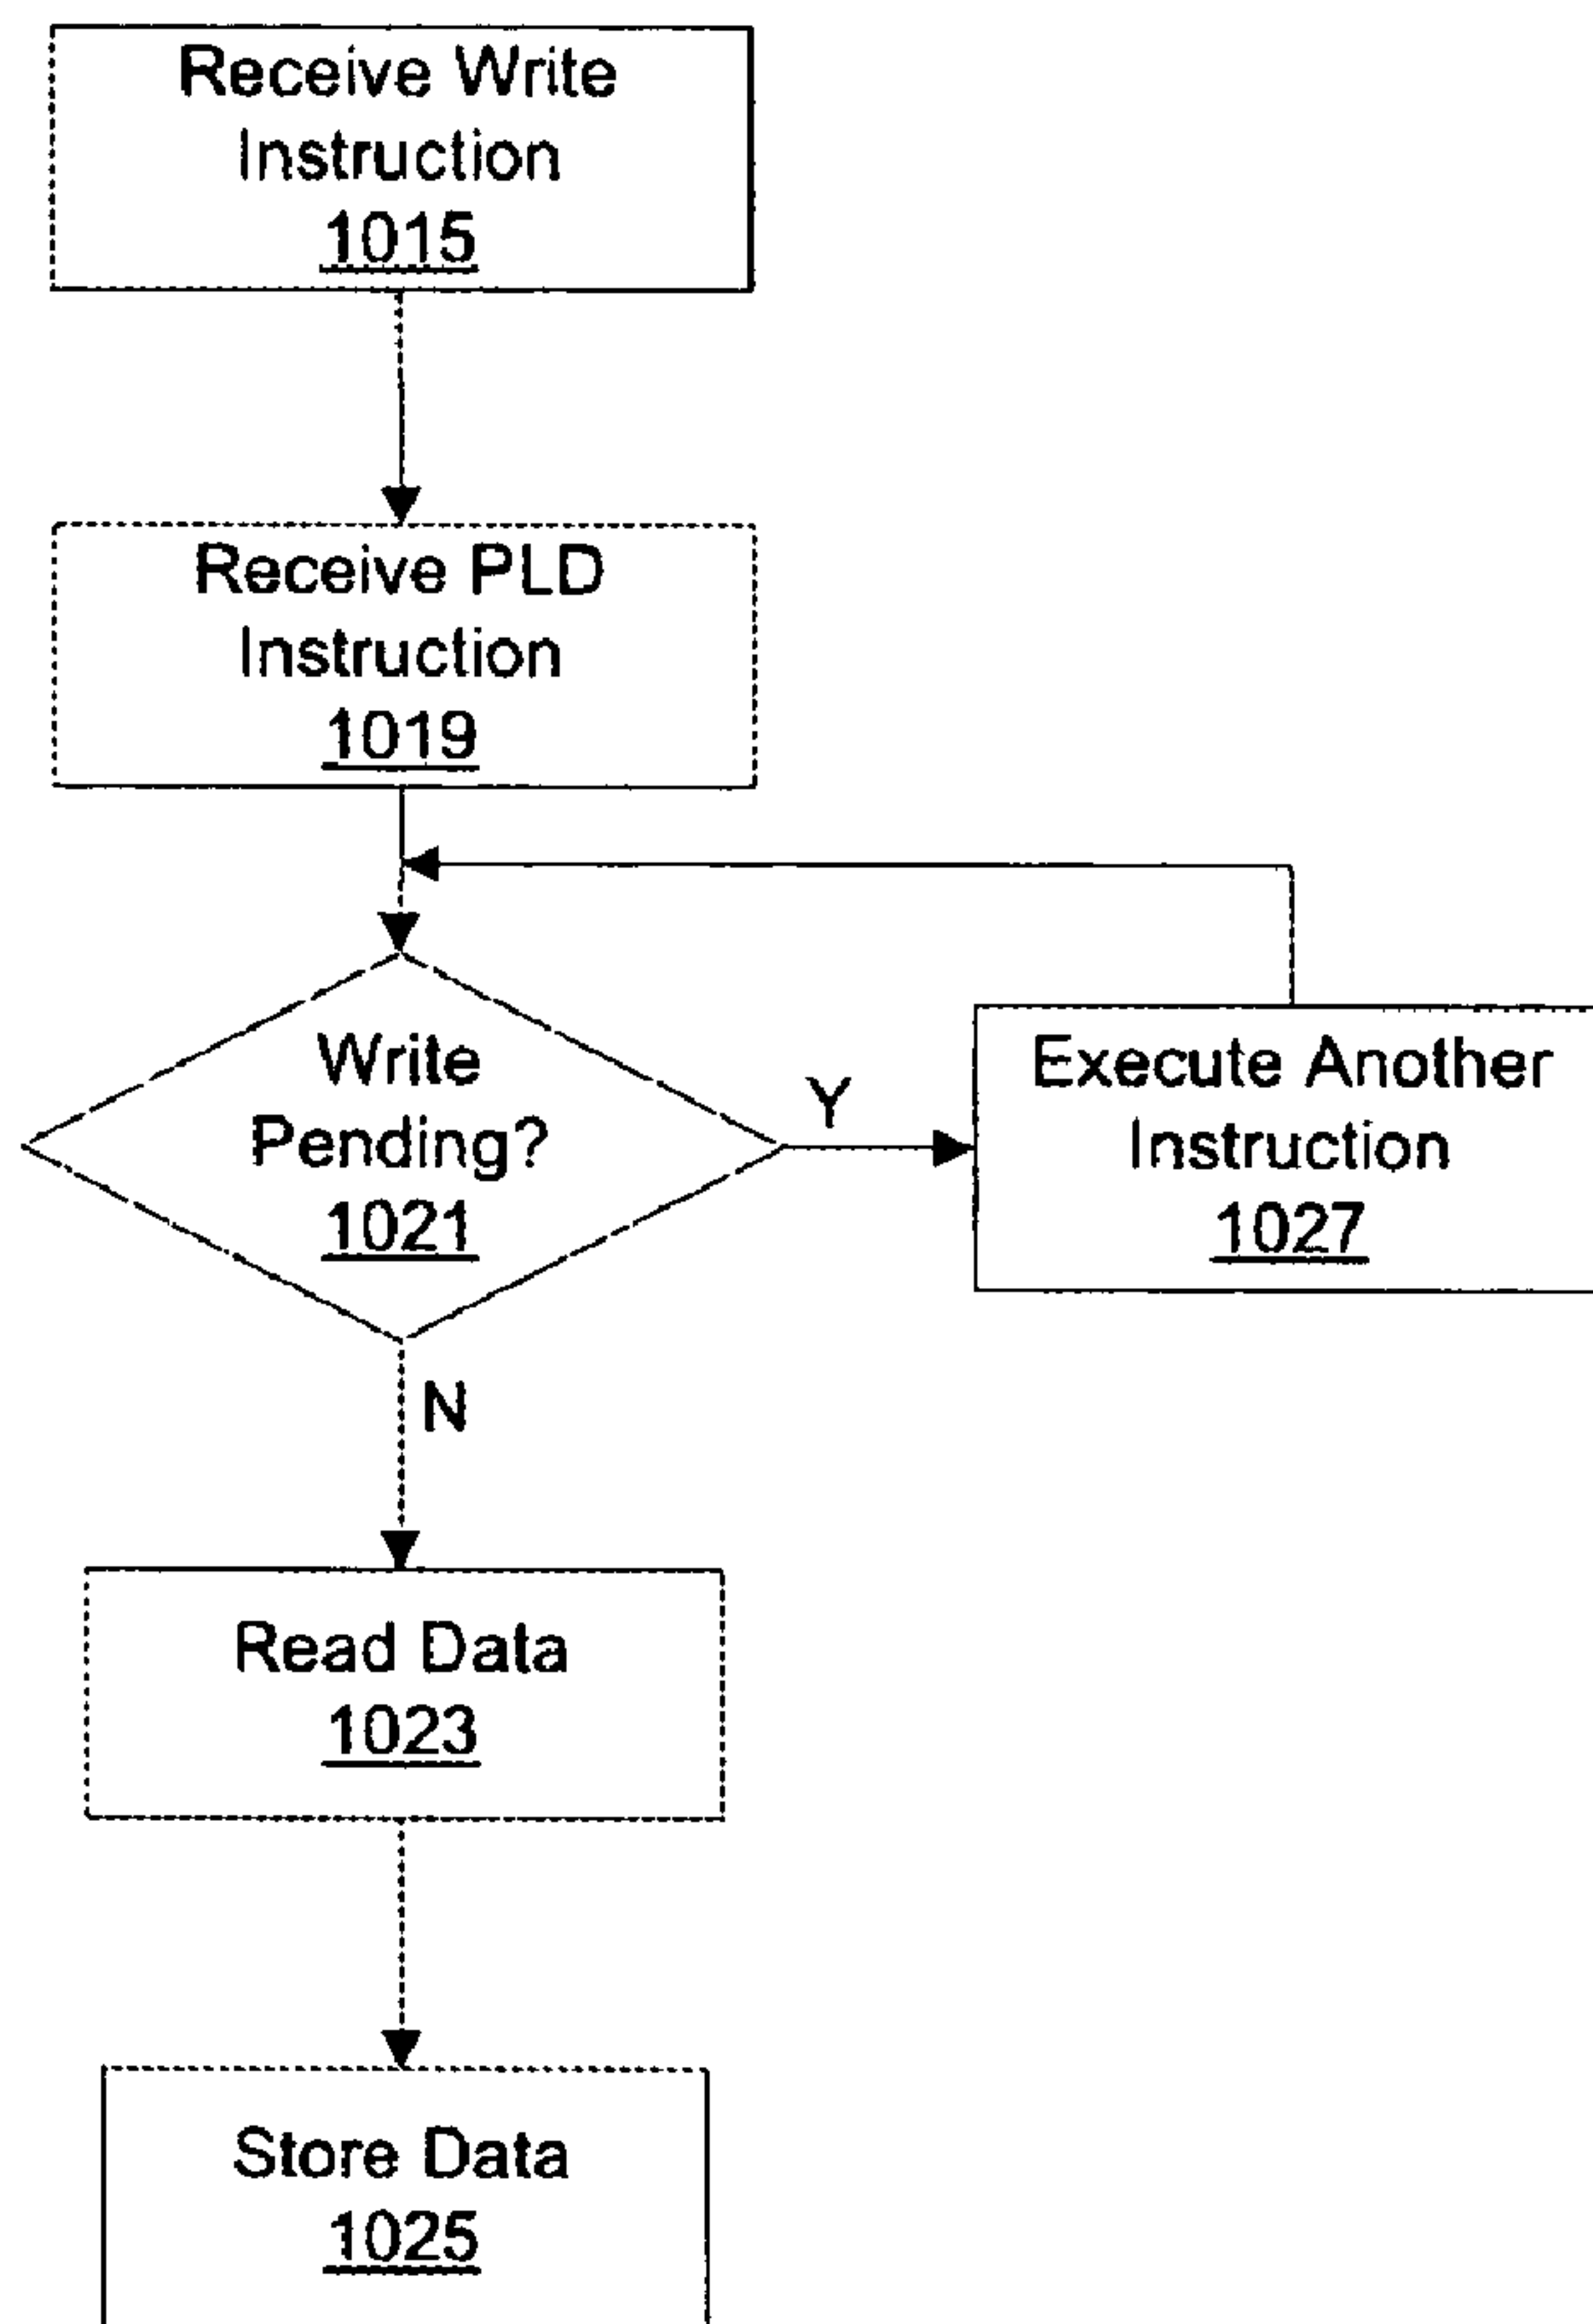 Receive Write
Instruction
1015
Receive PLD
Instruction
1019
Write
Pending?
1021
Y
Execute Another
Instruction
1027
N
Read Data
1023
Store Data
1025